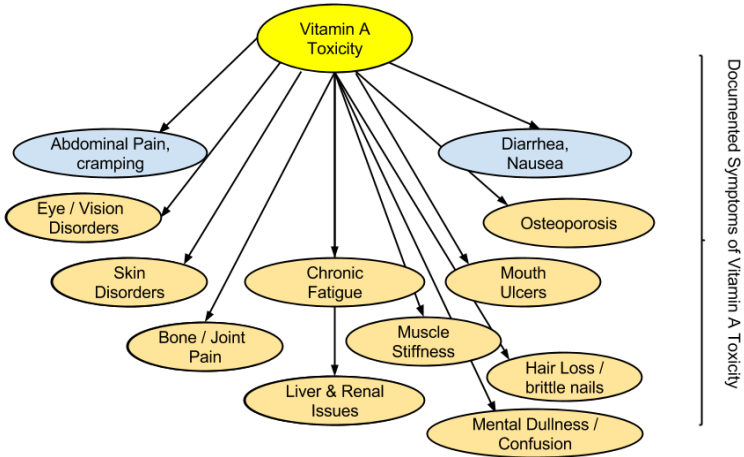 Vitamin A
Toxicity
Abdominal Pain,
cramping
Diarrhea,
Nausea
Eye / Vision
Disorders
Osteoporosis
Skin
Disorders
Chronic
Fatigue
Mouth
Ulcers
Bone / Joint
Pain
Muscle
Stiffness
Hair Loss /
brittle nails
Liver & Renal
Issues
Mental Dullness /
Confusion
Documented Symptoms of Vitamin A Toxicity